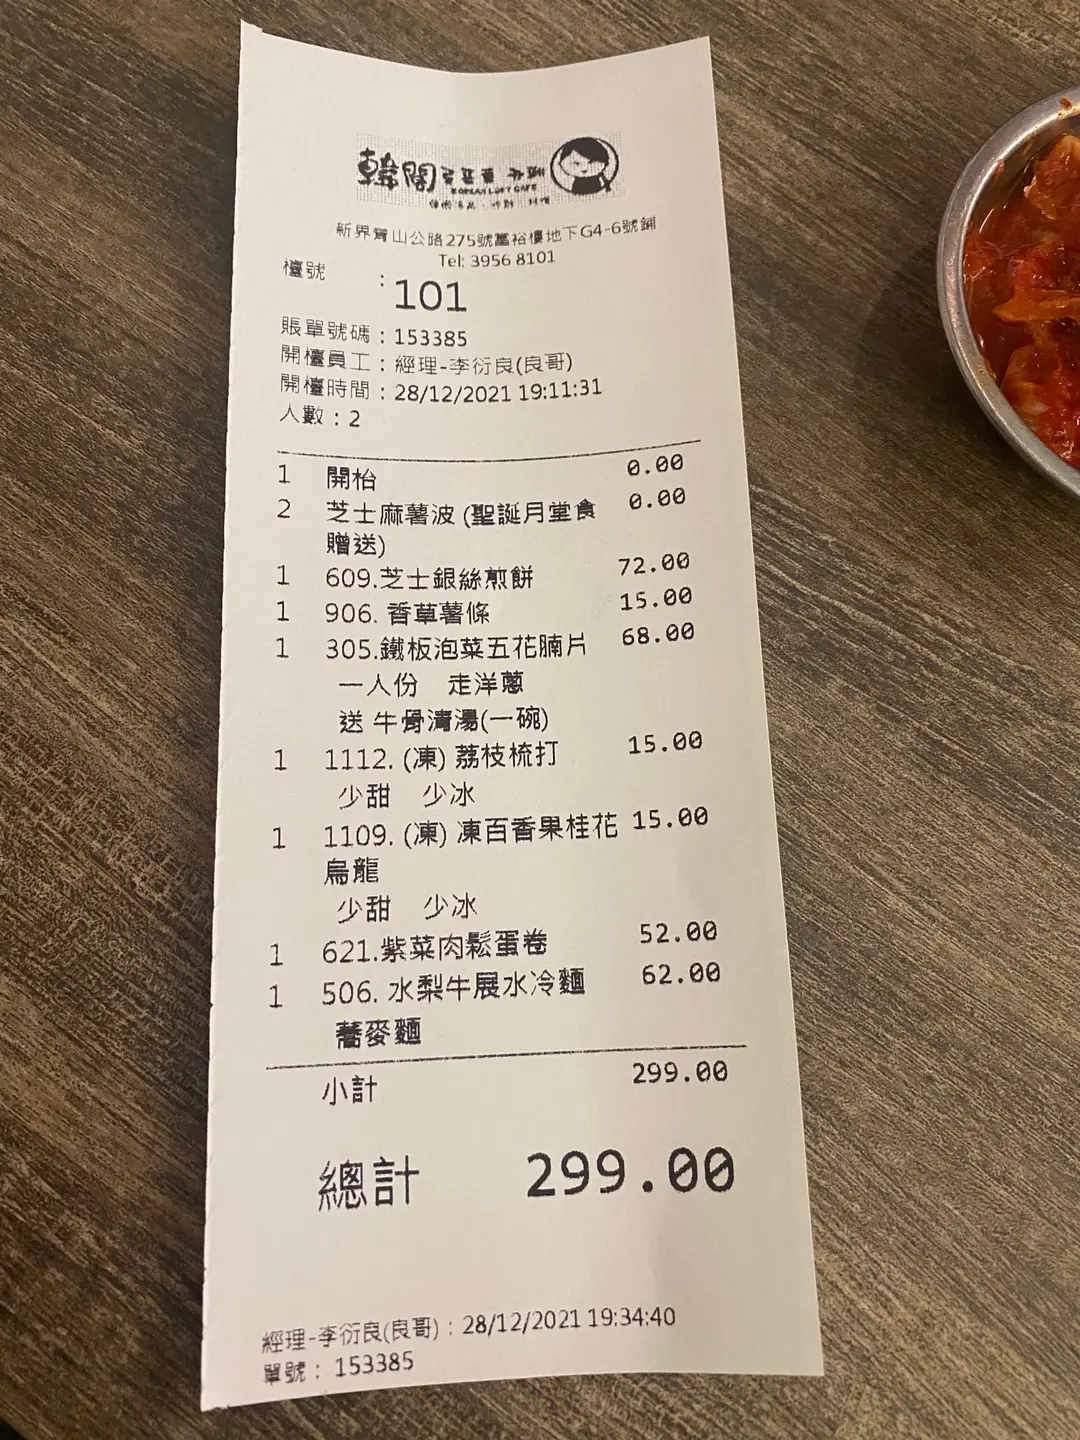 韓閣
KOREAN LOFT CAFE
新界青山公路275號富裕樓地下G4-6號鋪
Tel: 3956 8101
檯號 :
101
賬單號碼 : 153385
開檯員工 : 經理-李衍良(良哥)
開檯時間 : 28/12/2021 19:11:31
人數 : 2
1 開枱 0.00
2 芝士麻薯波 (聖誕月堂食 0.00
贈送)
1 609.芝士銀絲煎餅 72.00
1 906. 香草薯條 15.00
1 305.鐵板泡菜五花腩片 68.00
一人份 走洋蔥
送 牛骨清湯(一碗)
1 1112. (凍) 荔枝梳打 15.00
少甜 少冰
1 1109. (凍) 凍百香果桂花 15.00
烏龍
少甜 少冰
1 621.紫菜肉鬆蛋卷 52.00
1 506. 水梨牛展水冷麵 62.00
蕎麥麵
小計 299.00
總計 299.00
經理-李衍良(良哥) : 28/12/2021 19:34:40
單號 : 153385